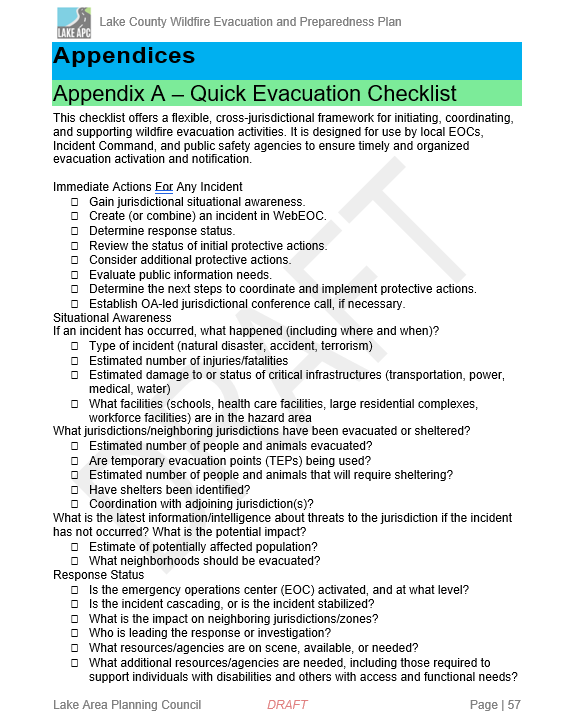 LAKE APC
Lake County Wildfire Evacuation and Preparedness Plan
Appendices
Appendix A – Quick Evacuation Checklist
This checklist offers a flexible, cross-jurisdictional framework for initiating, coordinating,
and supporting wildfire evacuation activities. It is designed for use by local EOCs,
Incident Command, and public safety agencies to ensure timely and organized
evacuation activation and notification.
Immediate Actions For Any Incident
☐ Gain jurisdictional situational awareness.
☐ Create (or combine) an incident in WebEOC.
☐ Determine response status.
☐ Review the status of initial protective actions.
☐ Consider additional protective actions.
☐ Evaluate public information needs.
☐ Determine the next steps to coordinate and implement protective actions.
☐ Establish OA-led jurisdictional conference call, if necessary.
Situational Awareness
If an incident has occurred, what happened (including where and when)?
☐ Type of incident (natural disaster, accident, terrorism)
☐ Estimated number of injuries/fatalities
☐ Estimated damage to or status of critical infrastructures (transportation, power,
medical, water)
☐ What facilities (schools, health care facilities, large residential complexes,
workforce facilities) are in the hazard area
What jurisdictions/neighboring jurisdictions have been evacuated or sheltered?
☐ Estimated number of people and animals evacuated?
☐ Are temporary evacuation points (TEPs) being used?
☐ Estimated number of people and animals that will require sheltering?
☐ Have shelters been identified?
☐ Coordination with adjoining jurisdiction(s)?
What is the latest information/intelligence about threats to the jurisdiction if the incident
has not occurred? What is the potential impact?
☐ Estimate of potentially affected population?
☐ What neighborhoods should be evacuated?
Response Status
☐ Is the emergency operations center (EOC) activated, and at what level?
☐ Is the incident cascading, or is the incident stabilized?
☐ What is the impact on neighboring jurisdictions/zones?
☐ Who is leading the response or investigation?
☐ What resources/agencies are on scene, available, or needed?
☐ What additional resources/agencies are needed, including those required to
support individuals with disabilities and others with access and functional needs?
DRAFT
Lake Area Planning Council DRAFT Page | 57